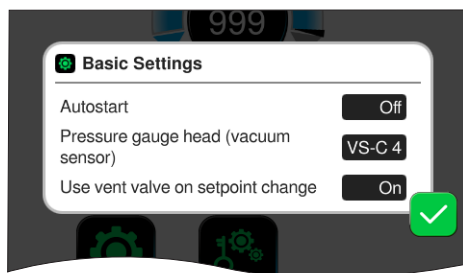 999
Basic Settings
Autostart Off
Pressure gauge head (vacuum
sensor) VS-C 4
Use vent valve on setpoint change On